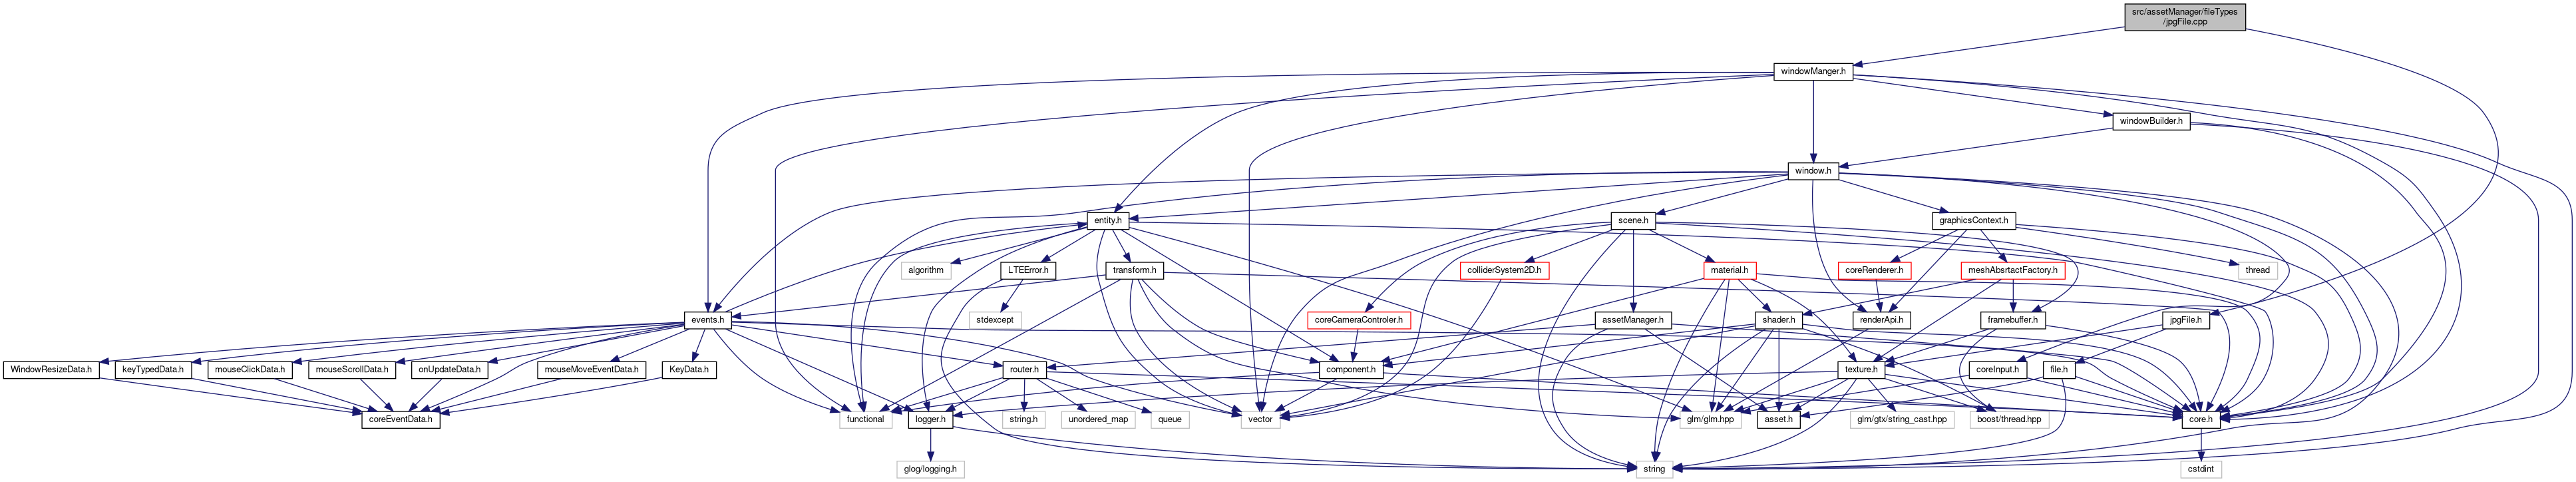 src/assetManager/fileTypes
/jpgFile.cpp
windowManger.h
windowBuilder.h
window.h
entity.h
scene.h
graphicsContext.h
algorithm
LTEError.h
transform.h
colliderSystem2D.h
material.h
coreRenderer.h
meshAbsrtactFactory.h
thread
stdexcept
events.h
coreCameraControler.h
assetManager.h
shader.h
renderApi.h
framebuffer.h
jpgFile.h
WindowResizeData.h
keyTypedData.h
mouseClickData.h
mouseScrollData.h
onUpdateData.h
mouseMoveEventData.h
KeyData.h
router.h
component.h
texture.h
coreInput.h
file.h
coreEventData.h
functional
logger.h
string.h
unordered_map
queue
vector
glm/glm.hpp
asset.h
glm/gtx/string_cast.hpp
boost/thread.hpp
core.h
glog/logging.h
string
cstdint